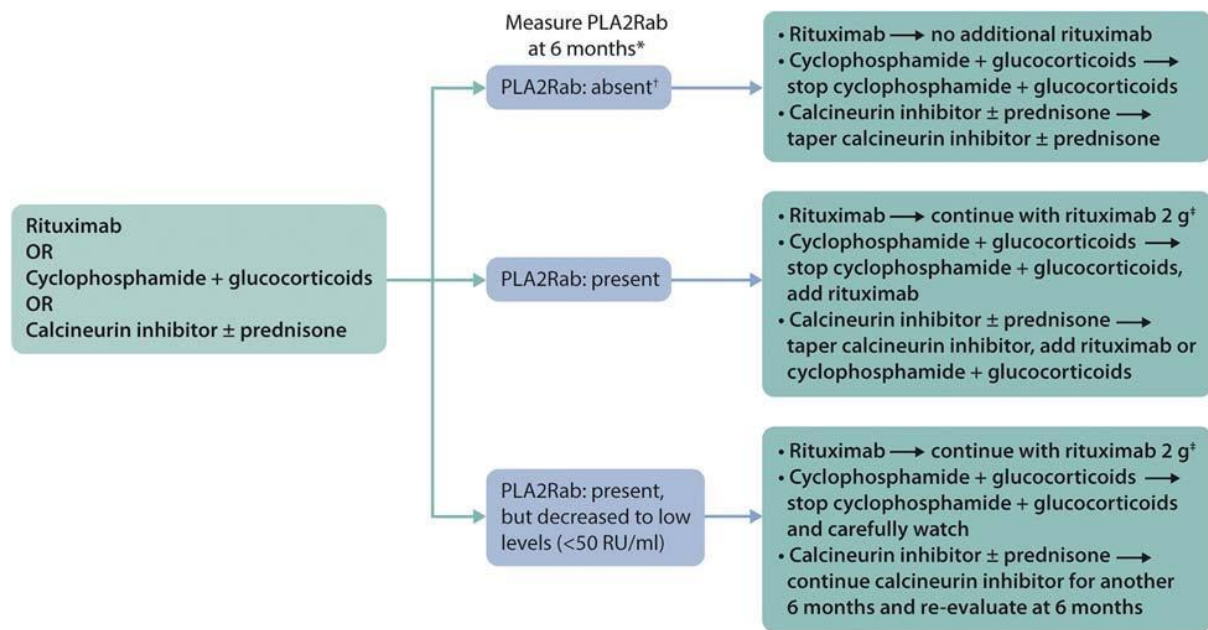 Measure PLA2Rab
at 6 months*
Rituximab
OR
Cyclophosphamide + glucocorticoids
OR
Calcineurin inhibitor ± prednisone
PLA2Rab: absent†
• Rituximab → no additional rituximab
• Cyclophosphamide + glucocorticoids →
stop cyclophosphamide + glucocorticoids
• Calcineurin inhibitor ± prednisone →
taper calcineurin inhibitor ± prednisone
PLA2Rab: present
• Rituximab → continue with rituximab 2 g‡
• Cyclophosphamide + glucocorticoids →
stop cyclophosphamide + glucocorticoids,
add rituximab
• Calcineurin inhibitor ± prednisone →
taper calcineurin inhibitor, add rituximab or
cyclophosphamide + glucocorticoids
PLA2Rab: present,
but decreased to low
levels (<50 RU/ml)
• Rituximab → continue with rituximab 2 g‡
• Cyclophosphamide + glucocorticoids →
stop cyclophosphamide + glucocorticoids
and carefully watch
• Calcineurin inhibitor ± prednisone →
continue calcineurin inhibitor for another
6 months and re-evaluate at 6 months